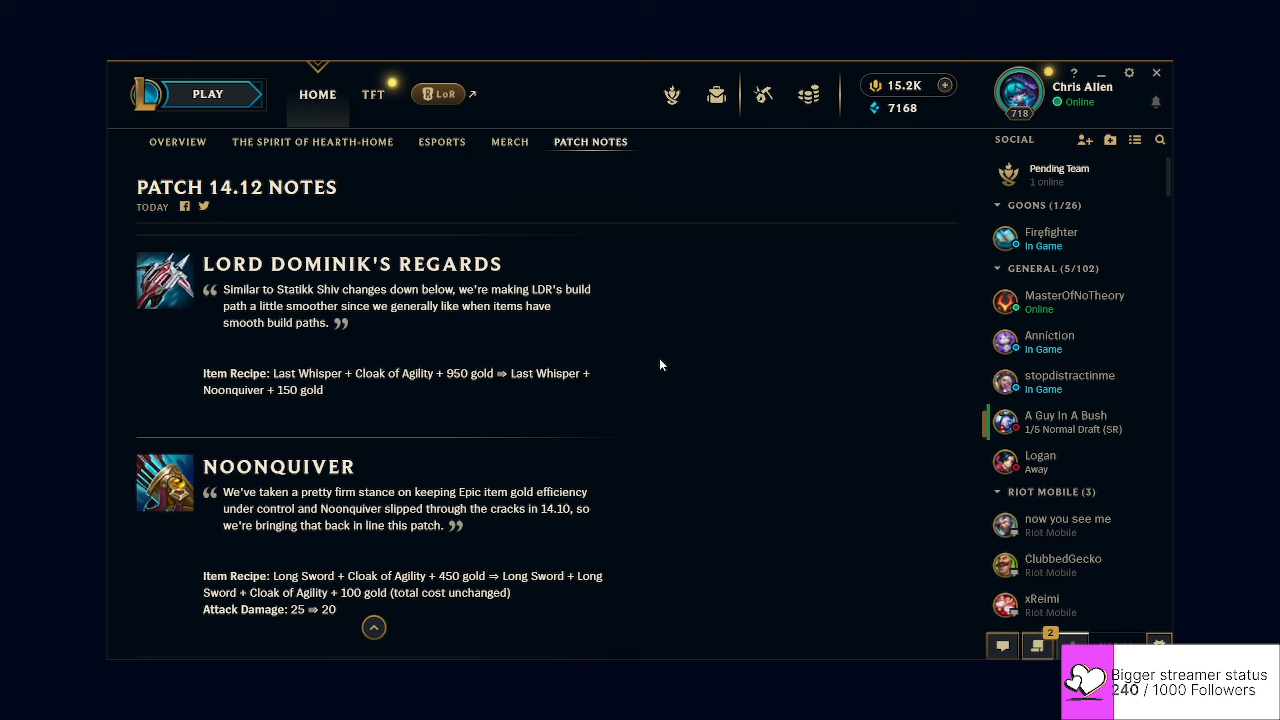 PLAY
HOME
TFT
LoR
15.2K
7168
718
?
Chris Allen
Online
OVERVIEW
THE SPIRIT OF HEARTH-HOME
ESPORTS
MERCH
PATCH NOTES
SOCIAL
PATCH 14.12 NOTES
TODAY
LORD DOMINIK'S REGARDS
“ Similar to Statikk Shiv changes down below, we're making LDR's build
path a little smoother since we generally like when items have
smooth build paths. ”
Item Recipe: Last Whisper + Cloak of Agility + 950 gold ⇒ Last Whisper +
Noonquiver + 150 gold
NOONQUIVER
“ We've taken a pretty firm stance on keeping Epic item gold efficiency
under control and Noonquiver slipped through the cracks in 14.10, so
we're bringing that back in line this patch. ”
Item Recipe: Long Sword + Cloak of Agility + 450 gold ⇒ Long Sword + Long
Sword + Cloak of Agility + 100 gold (total cost unchanged)
Attack Damage: 25 ⇒ 20
Pending Team
1 online
GOONS (1/26)
Firefighter
In Game
GENERAL (5/102)
MasterOfNoTheory
Online
Anníction
In Game
stopdistractinme
In Game
A Guy In A Bush
1/5 Normal Draft (SR)
Logan
Away
RIOT MOBILE (3)
now you see me
Riot Mobile
ClubbedGecko
Riot Mobile
xReimi
Riot Mobile
2
Bigger streamer status
240 / 1000 Followers